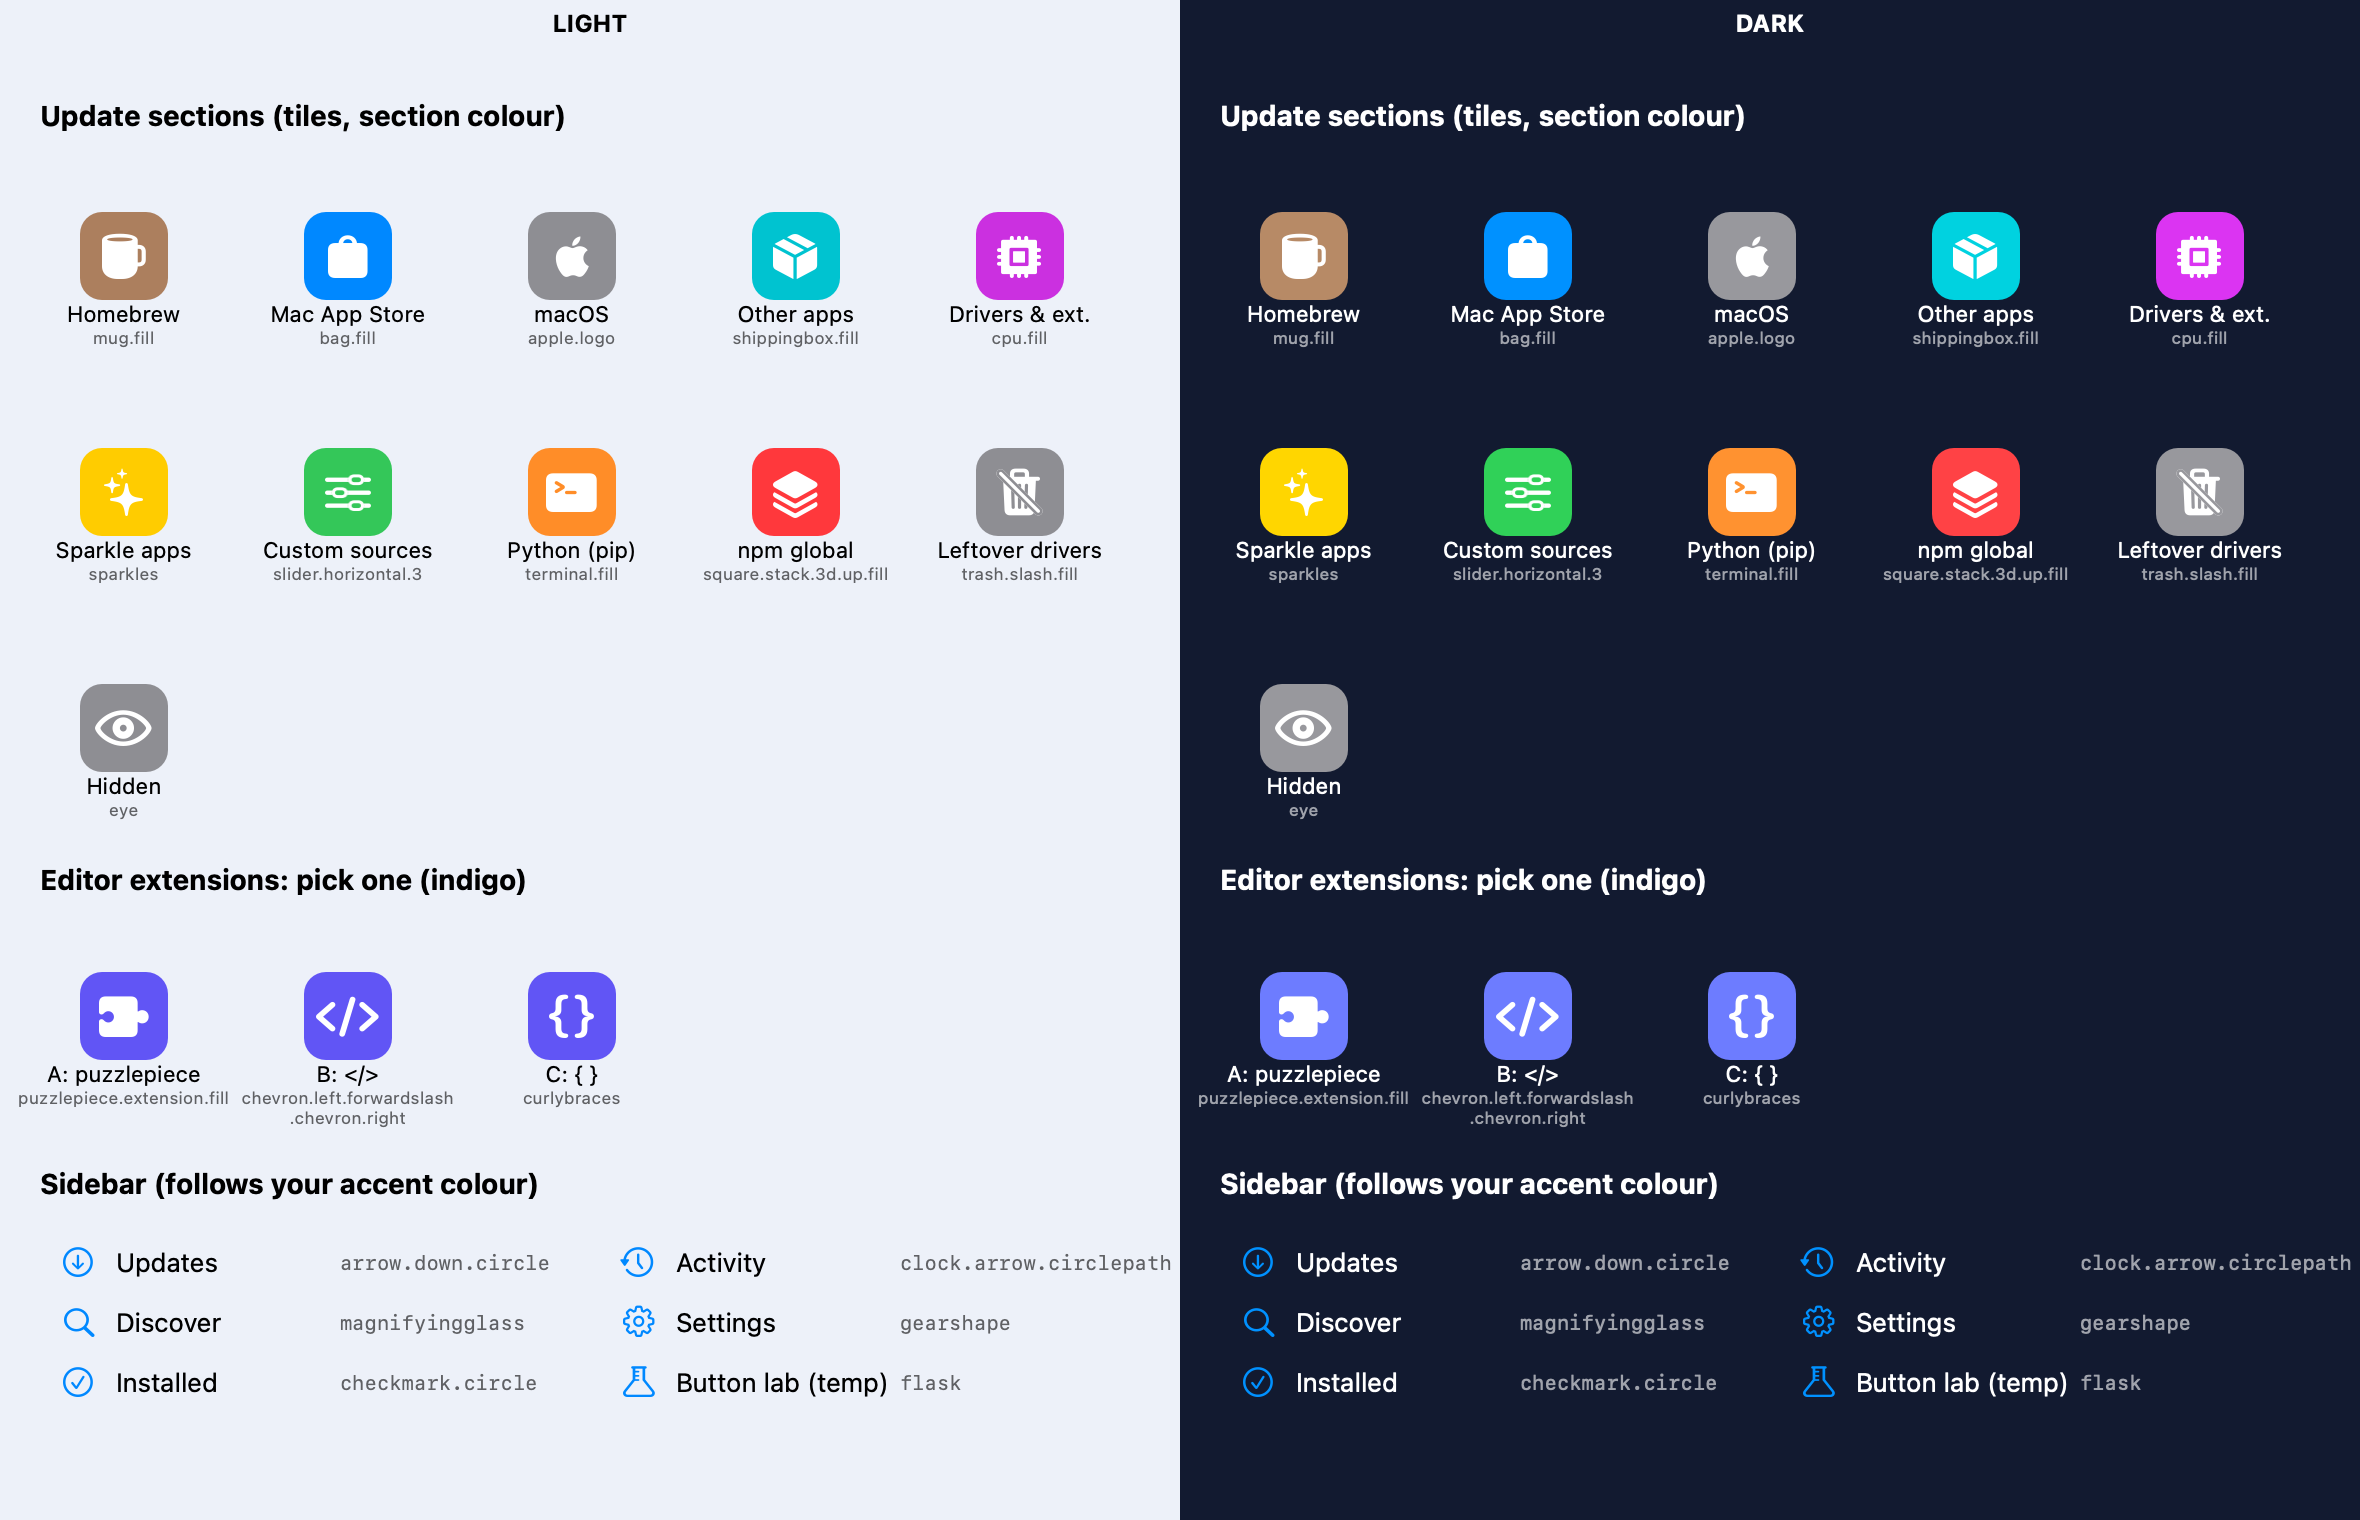 LIGHT
Update sections (tiles, section colour)
Homebrew
mug.fill
Mac App Store
bag.fill
macOS
apple.logo
Other apps
shippingbox.fill
Drivers & ext.
cpu.fill
Sparkle apps
sparkles
Custom sources
slider.horizontal.3
Python (pip)
terminal.fill
npm global
square.stack.3d.up.fill
Leftover drivers
trash.slash.fill
Hidden
eye
Editor extensions: pick one (indigo)
A: puzzlepiece
puzzlepiece.extension.fill
B: </>
chevron.left.forwardslash
.chevron.right
C: { }
curlybraces
Sidebar (follows your accent colour)
Updates arrow.down.circle
Activity clock.arrow.circlepath
Discover magnifyingglass
Settings gearshape
Installed checkmark.circle
Button lab (temp) flask
DARK
Update sections (tiles, section colour)
Homebrew
mug.fill
Mac App Store
bag.fill
macOS
apple.logo
Other apps
shippingbox.fill
Drivers & ext.
cpu.fill
Sparkle apps
sparkles
Custom sources
slider.horizontal.3
Python (pip)
terminal.fill
npm global
square.stack.3d.up.fill
Leftover drivers
trash.slash.fill
Hidden
eye
Editor extensions: pick one (indigo)
A: puzzlepiece
puzzlepiece.extension.fill
B: </>
chevron.left.forwardslash
.chevron.right
C: { }
curlybraces
Sidebar (follows your accent colour)
Updates arrow.down.circle
Activity clock.arrow.circlepath
Discover magnifyingglass
Settings gearshape
Installed checkmark.circle
Button lab (temp) flask